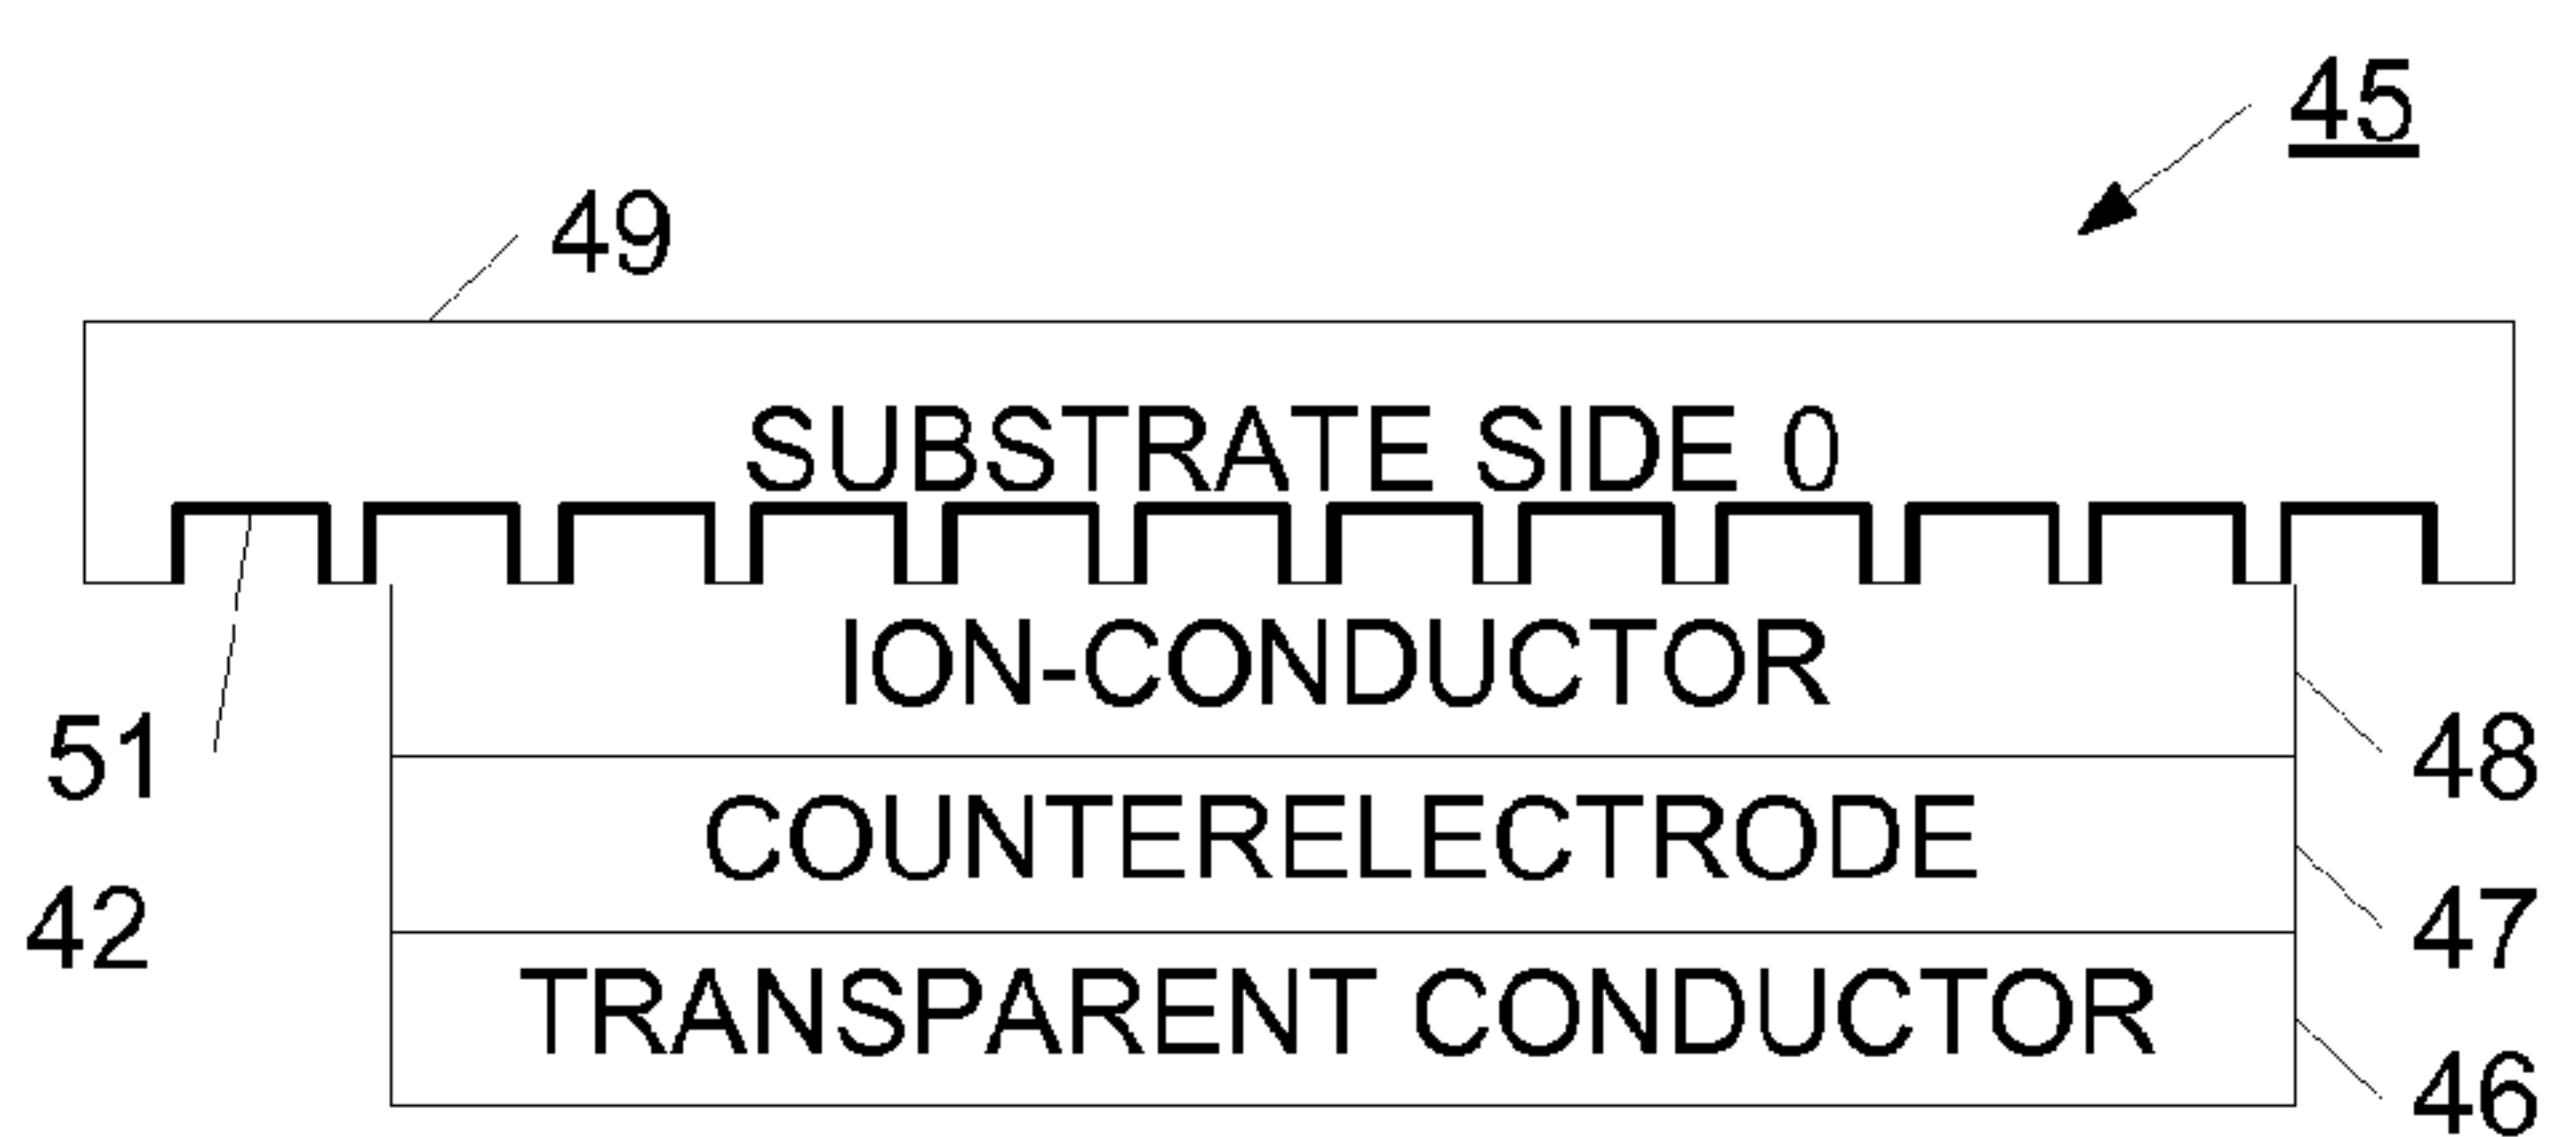 45
49
SUBSTRATE SIDE 0
ION-CONDUCTOR
51
48
COUNTERELECTRODE
42
47
TRANSPARENT CONDUCTOR
46